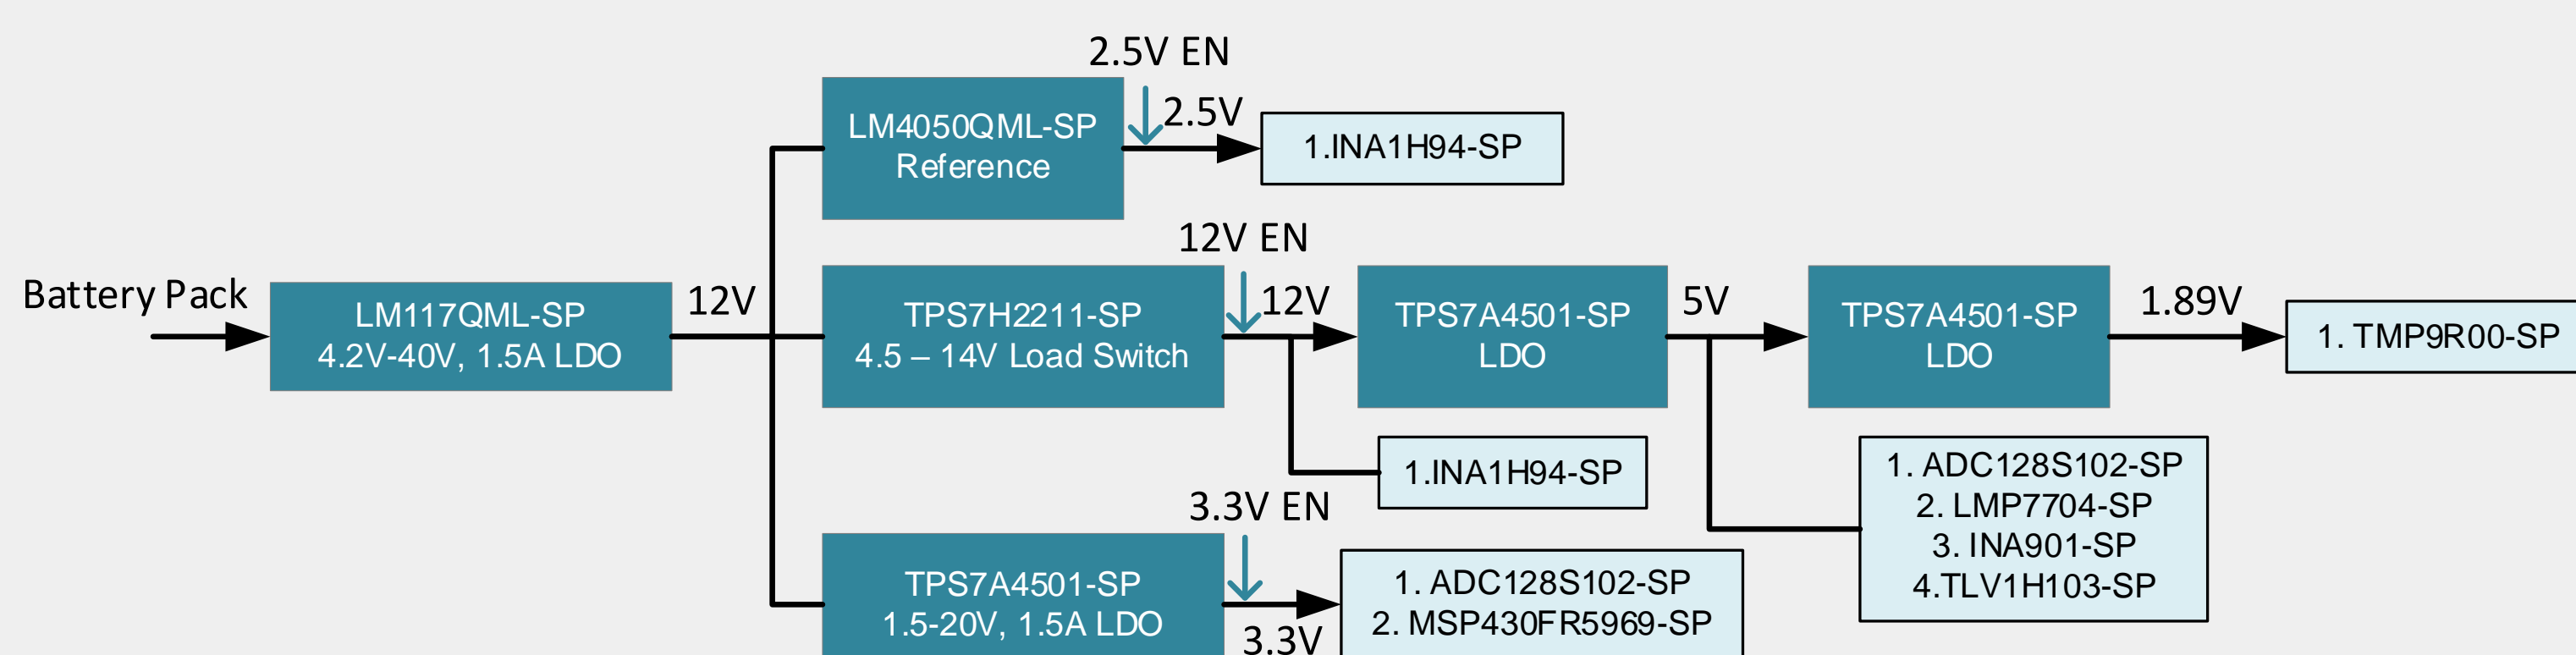 2.5V EN
LM4050QML-SP
Reference
2.5V
1.INA1H94-SP
Battery Pack
LM117QML-SP
4.2V-40V, 1.5A LDO
12V
12V EN
TPS7H2211-SP
4.5 – 14V Load Switch
12V
TPS7A4501-SP
LDO
5V
TPS7A4501-SP
LDO
1.89V
1. TMP9R00-SP
1.INA1H94-SP
1. ADC128S102-SP
2. LMP7704-SP
3. INA901-SP
4.TLV1H103-SP
3.3V EN
TPS7A4501-SP
1.5-20V, 1.5A LDO
3.3V
1. ADC128S102-SP
2. MSP430FR5969-SP